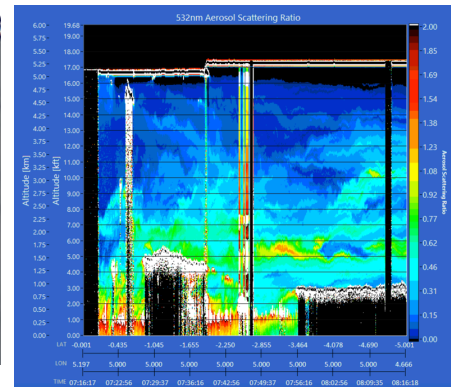 532nm Aerosol Scattering Ratio
6.00 19.68 2.00
5.75 19.00
5.50 18.00 1.85
5.25 17.00
5.00 16.00 1.69
4.75 15.00
4.50 14.00 1.54
4.25 13.00 1.38
4.00
3.75 12.00 1.23
3.50 11.00
3.25 10.00 1.08
3.00 9.00 0.92
2.75
2.50 8.00 0.77
2.25 7.00
2.00 6.00 0.61
1.75 5.00 0.46
1.50
1.25 4.00 0.31
1.00 3.00
0.75 2.00 0.15
0.50
0.25 1.00
0.00 0.00 0.00
Altitude [km]
Altitude [kft]
Aerosol Scattering Ratio
LAT -0.001 -0.435 -1.045 -1.655 -2.250 -2.855 -3.464 -4.078 -4.691 -5.001
LON 5.197 5.000 5.000 5.000 5.000 5.000 5.000 5.000 5.000 4.666
TIME 07:16:17 07:22:56 07:29:37 07:36:16 07:42:56 07:49:37 07:56:16 08:02:56 08:09:35 08:16:18